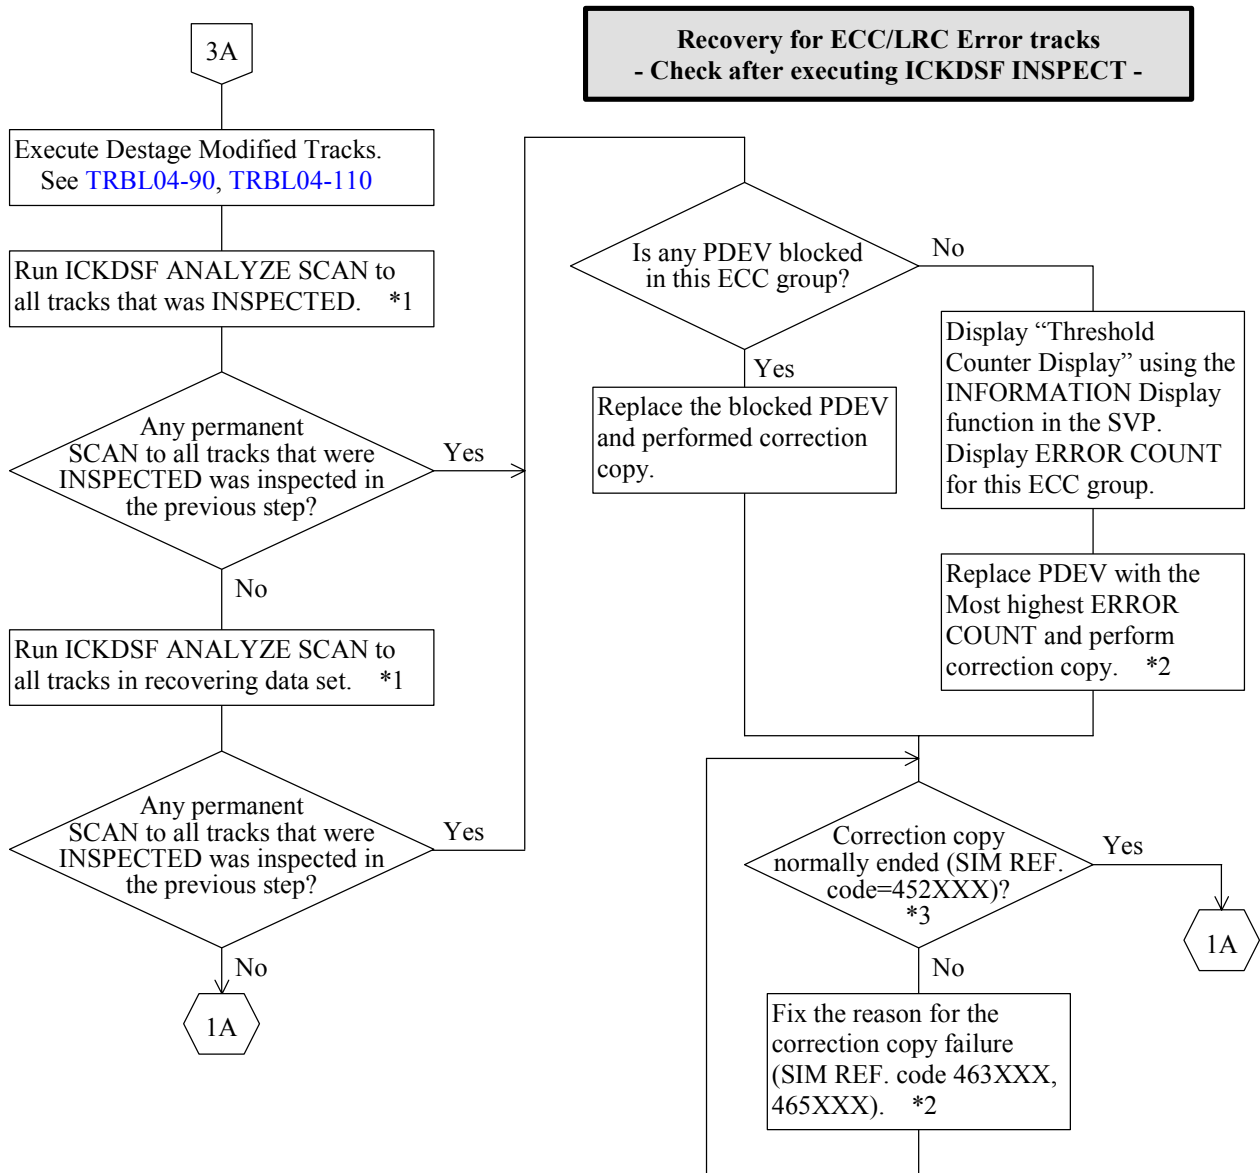 Recovery for ECC/LRC Error tracks
- Check after executing ICKDSF INSPECT -
3A
Execute Destage Modified Tracks.
See TRBL04-90, TRBL04-110
Run ICKDSF ANALYZE SCAN to
all tracks that was INSPECTED. *1
Any permanent
SCAN to all tracks that were
INSPECTED was inspected in
the previous step?
Yes
No
Run ICKDSF ANALYZE SCAN to
all tracks in recovering data set. *1
Any permanent
SCAN to all tracks that were
INSPECTED was inspected in
the previous step?
Yes
No
1A
Is any PDEV blocked
in this ECC group?
No
Yes
Replace the blocked PDEV
and performed correction
copy.
Display “Threshold
Counter Display” using the
INFORMATION Display
function in the SVP.
Display ERROR COUNT
for this ECC group.
Replace PDEV with the
Most highest ERROR
COUNT and perform
correction copy. *2
Correction copy
normally ended (SIM REF.
code=452XXX)?
*3
Yes
1A
No
Fix the reason for the
correction copy failure
(SIM REF. code 463XXX,
465XXX). *2